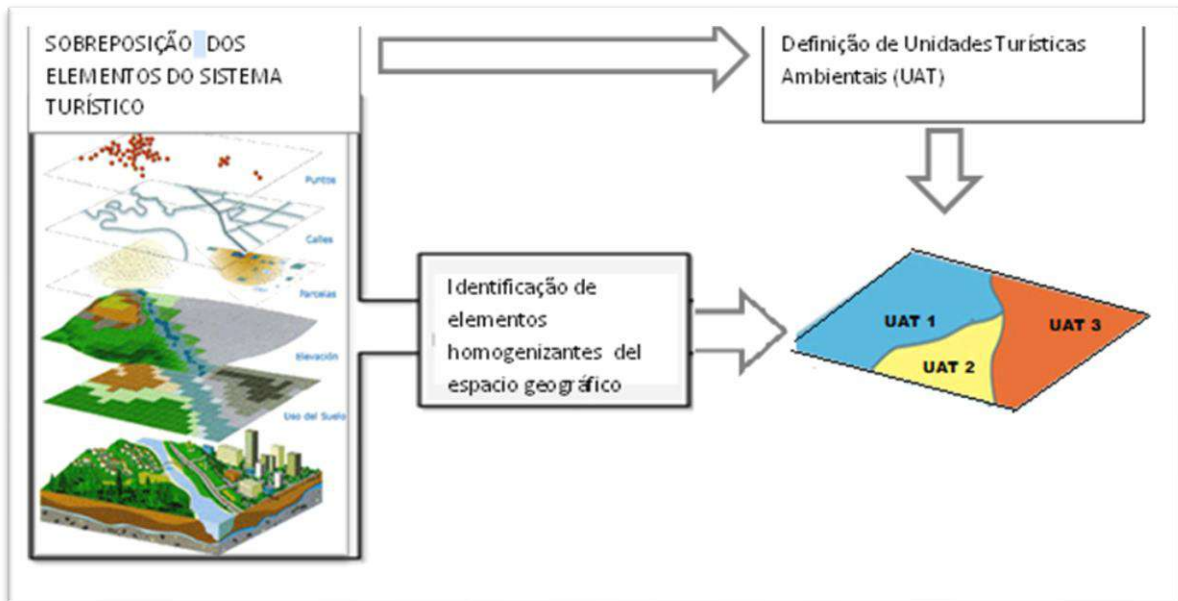 SOBREPOSIÇÃO DOS
ELEMENTOS DO SISTEMA
TURÍSTICO
Definição de Unidades Turísticas
Ambientais (UAT)
Puntos
Calles
Parcelas
Elevación
Uso del Suelo
Identificação de
elementos
homogenizantes del
espacio geográfico
UAT 1
UAT 2
UAT 3